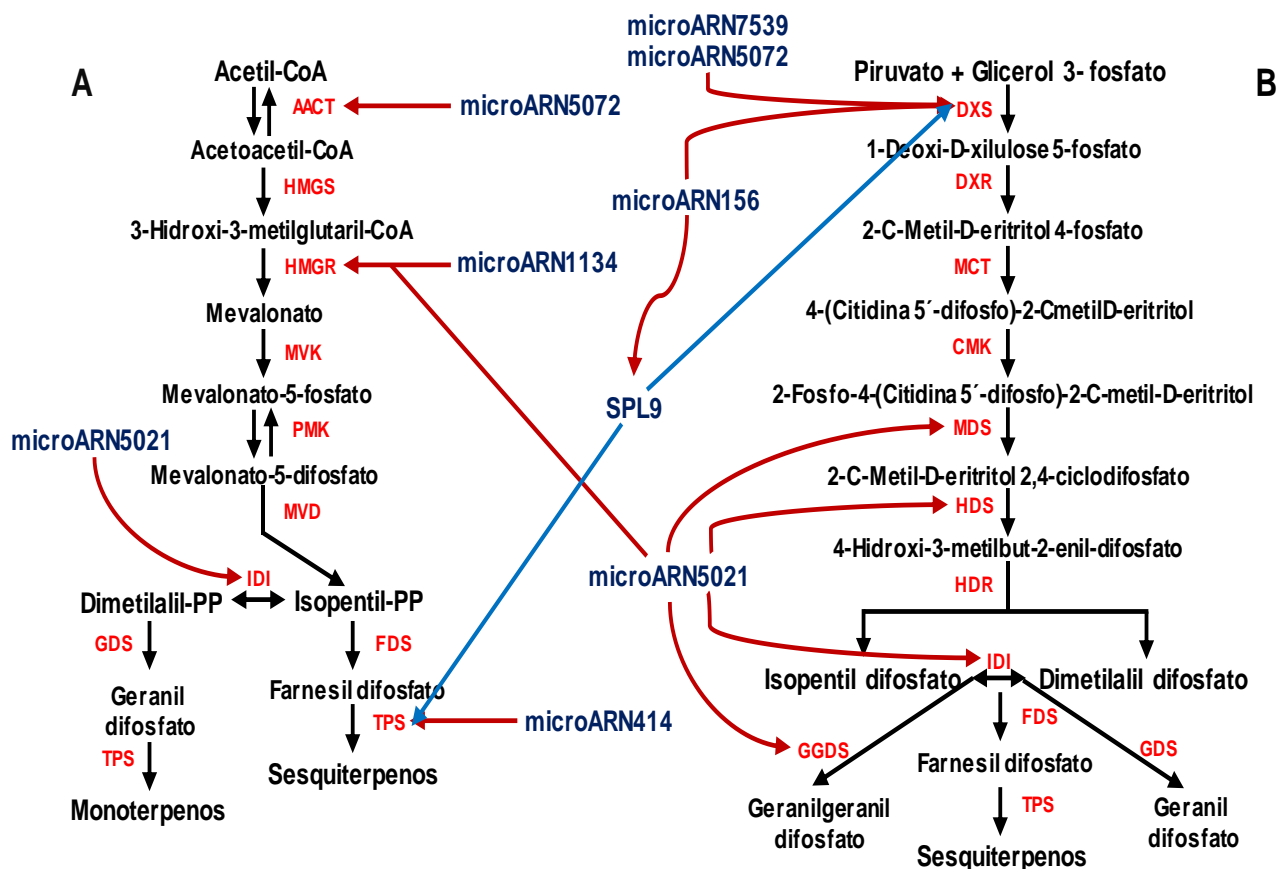 A
Acetil-CoA
AACT
microARN5072
Acetoacetil-CoA
HMGS
3-Hidroxi-3-metilglutaril-CoA
HMGR
microARN1134
Mevalonato
MVK
Mevalonato-5-fosfato
PMK
microARN5021
Mevalonato-5-difosfato
MVD
IDI
Dimetilalil-PP
Isopentil-PP
GDS
FDS
Geranil
difosfato
Farnesil difosfato
TPS
TPS
microARN414
Monoterpenos
Sesquiterpenos
microARN7539
microARN5072
microARN156
SPL9
microARN5021
B
Piruvato + Glicerol 3- fosfato
DXS
1-Deoxi-D-xilulose 5-fosfato
DXR
2-C-Metil-D-eritritol 4-fosfato
MCT
4-(Citidina 5´-difosfo)-2-CmetilD-eritritol
CMK
2-Fosfo-4-(Citidina 5´-difosfo)-2-C-metil-D-eritritol
MDS
2-C-Metil-D-eritritol 2,4-ciclodifosfato
HDS
4-Hidroxi-3-metilbut-2-enil-difosfato
HDR
IDI
Isopentil difosfato
Dimetilalil difosfato
FDS
GGDS
GDS
Farnesil difosfato
Geranilgeranil
difosfato
TPS
Geranil
difosfato
Sesquiterpenos